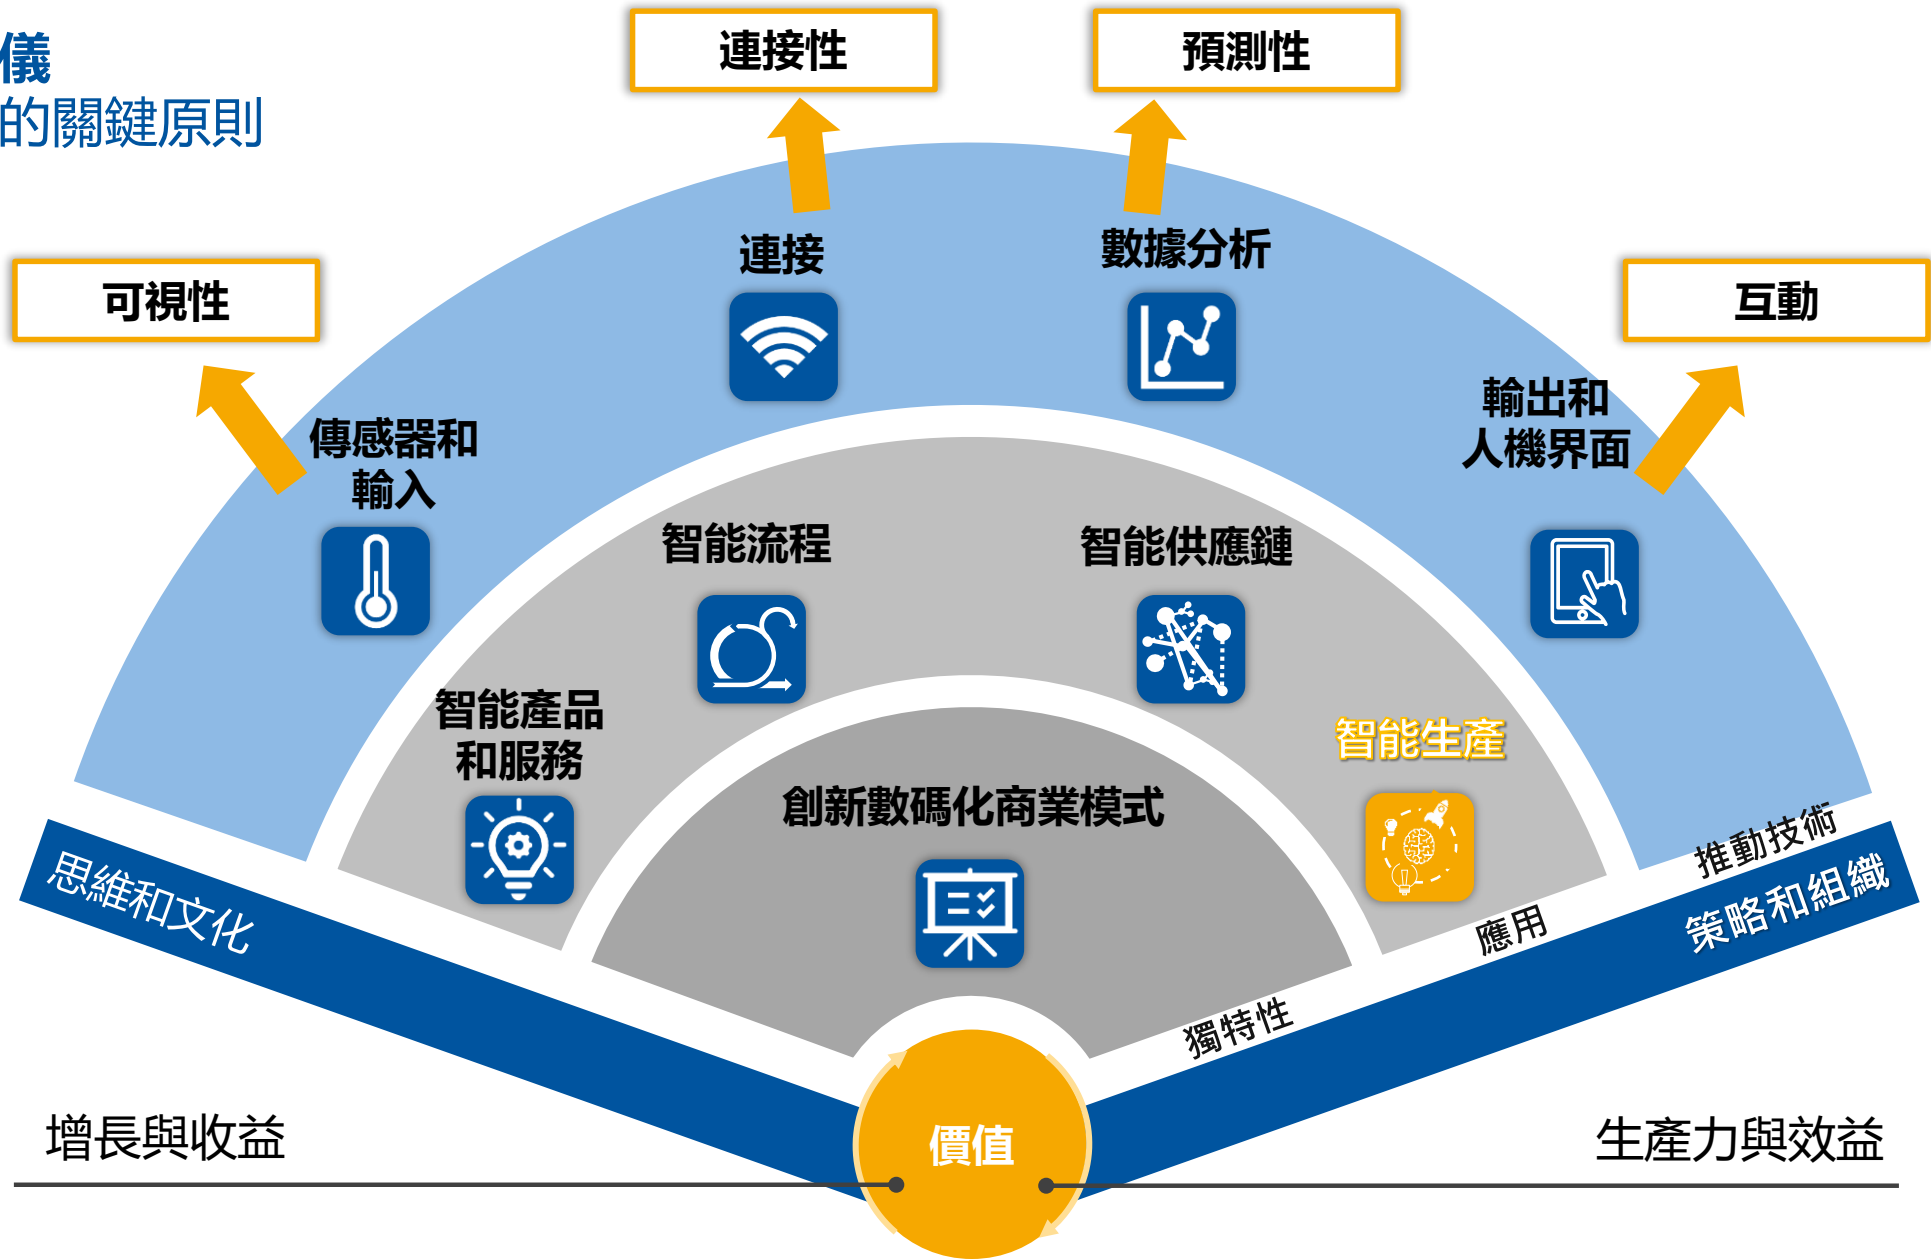 儀
的關鍵原則
連接性
預測性
可視性
互動
連接
數據分析
傳感器和
輸入
輸出和
人機界面
智能流程
智能供應鏈
智能產品
和服務
智能生產
創新數碼化商業模式
推動技術
應用
獨特性
思維和文化
策略和組織
價值
增長與收益
生產力與效益